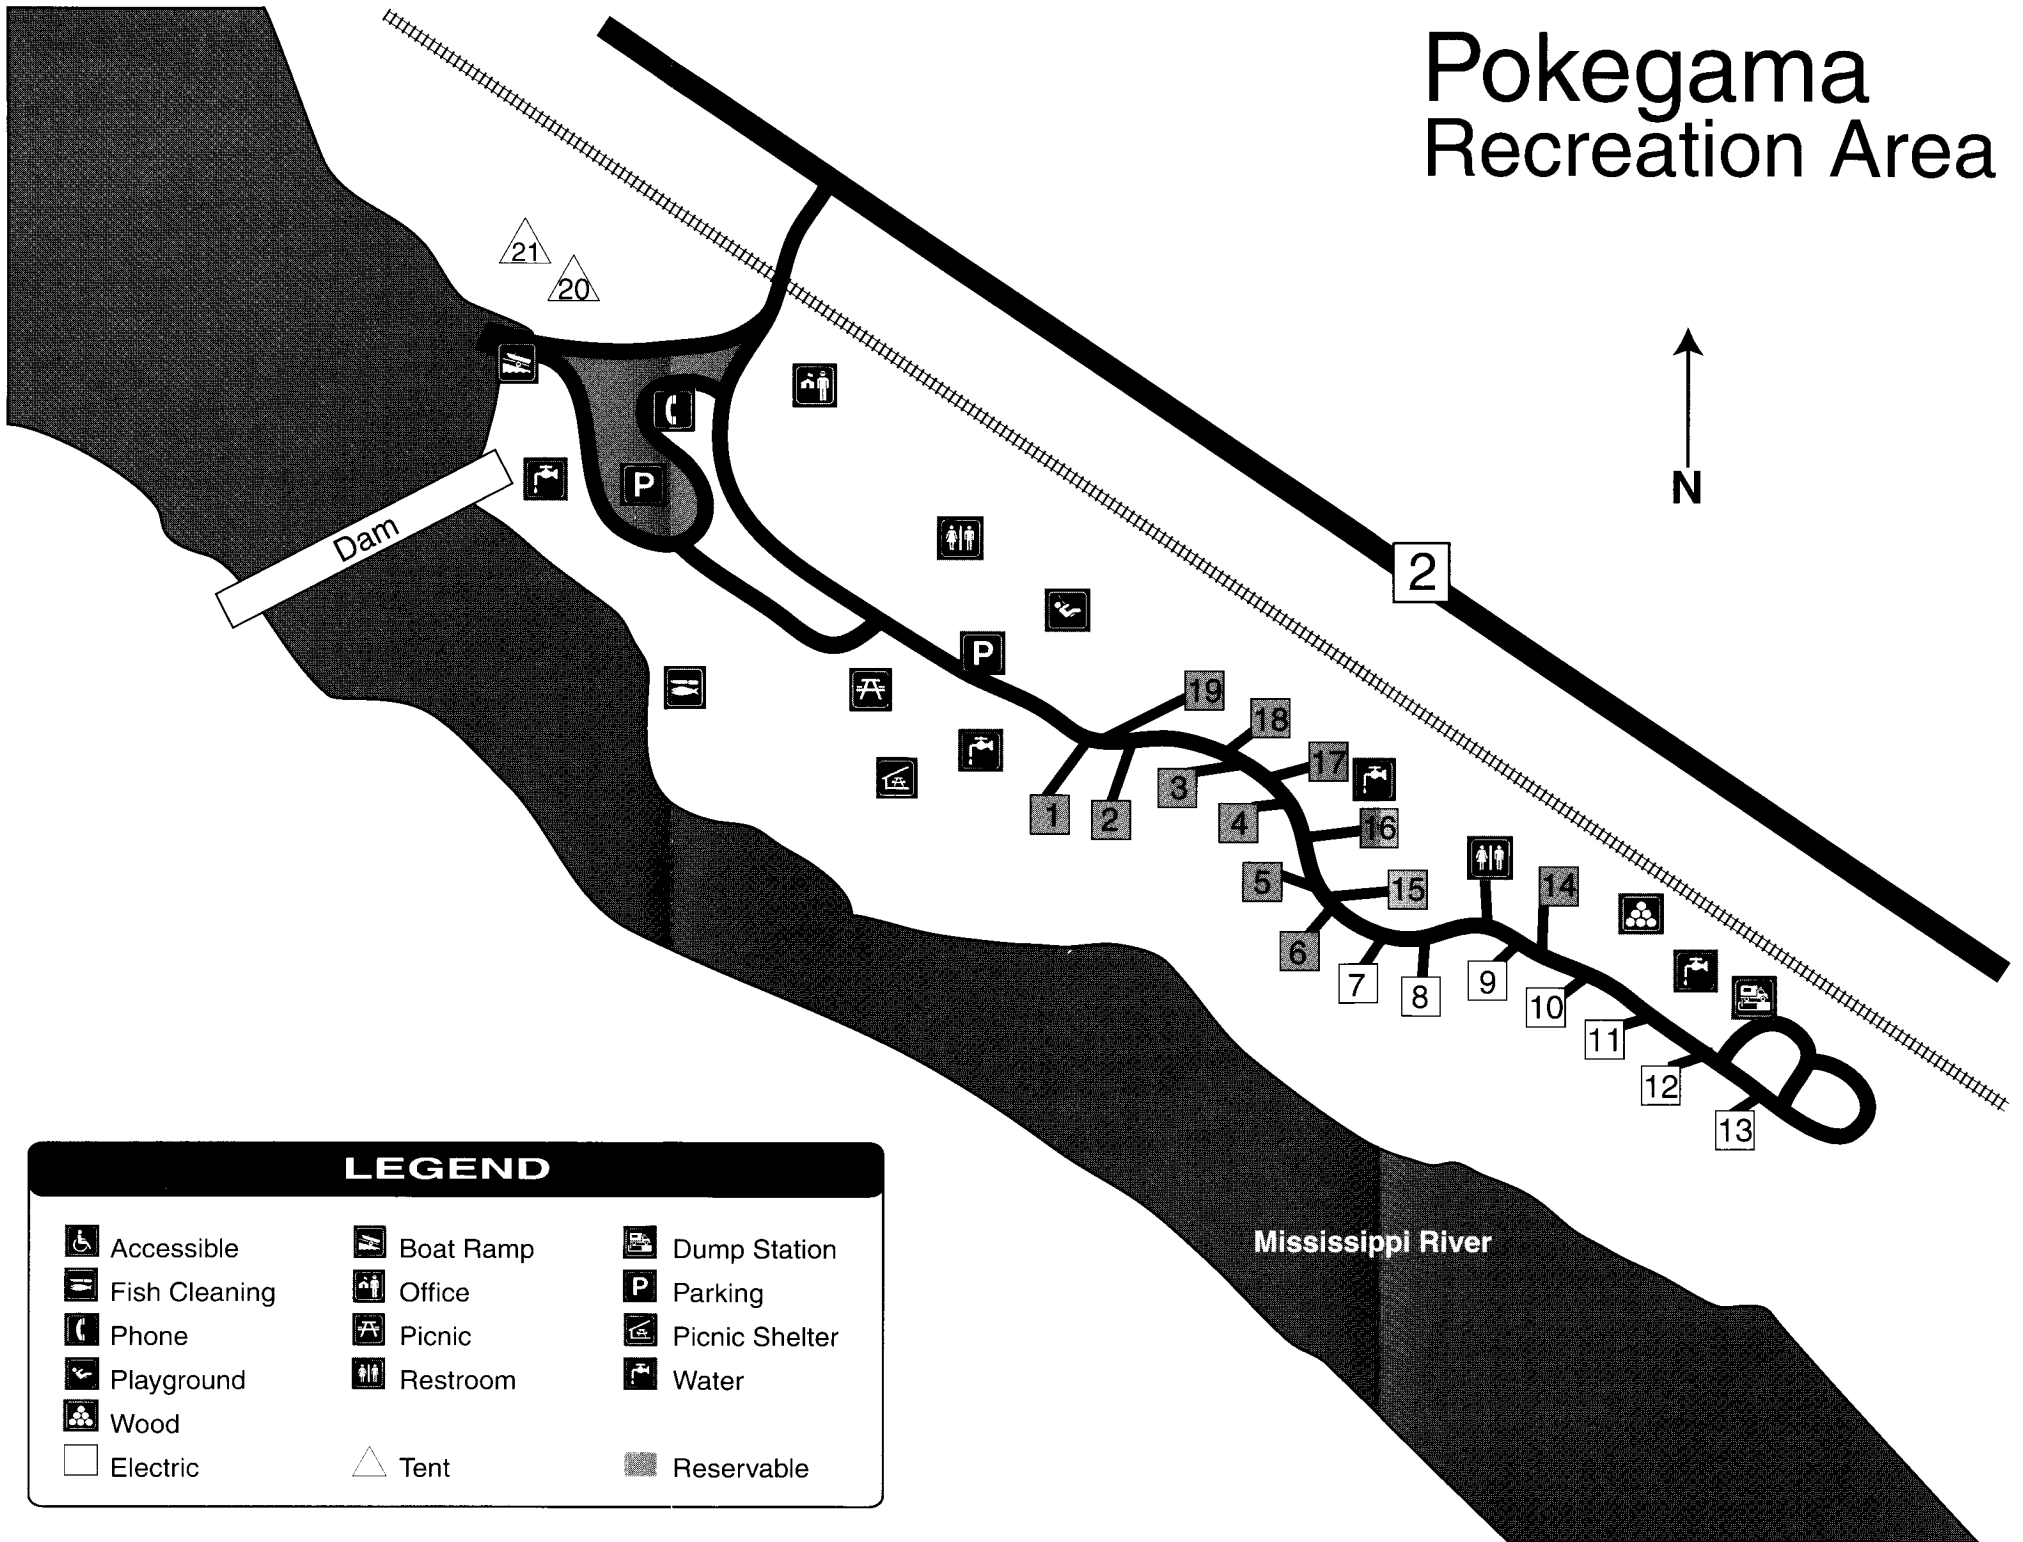 Pokegama
Recreation Area
21
20
P
Dam
N
2
P
19
18
17
3
1
2
4
16
5
15
14
6
7
8
9
10
11
12
13
Mississippi River
LEGEND
Accessible
Boat Ramp
Dump Station
Fish Cleaning
Office
P Parking
Phone
Picnic
Picnic Shelter
Playground
Restroom
Water
Wood
Electric
Tent
Reservable